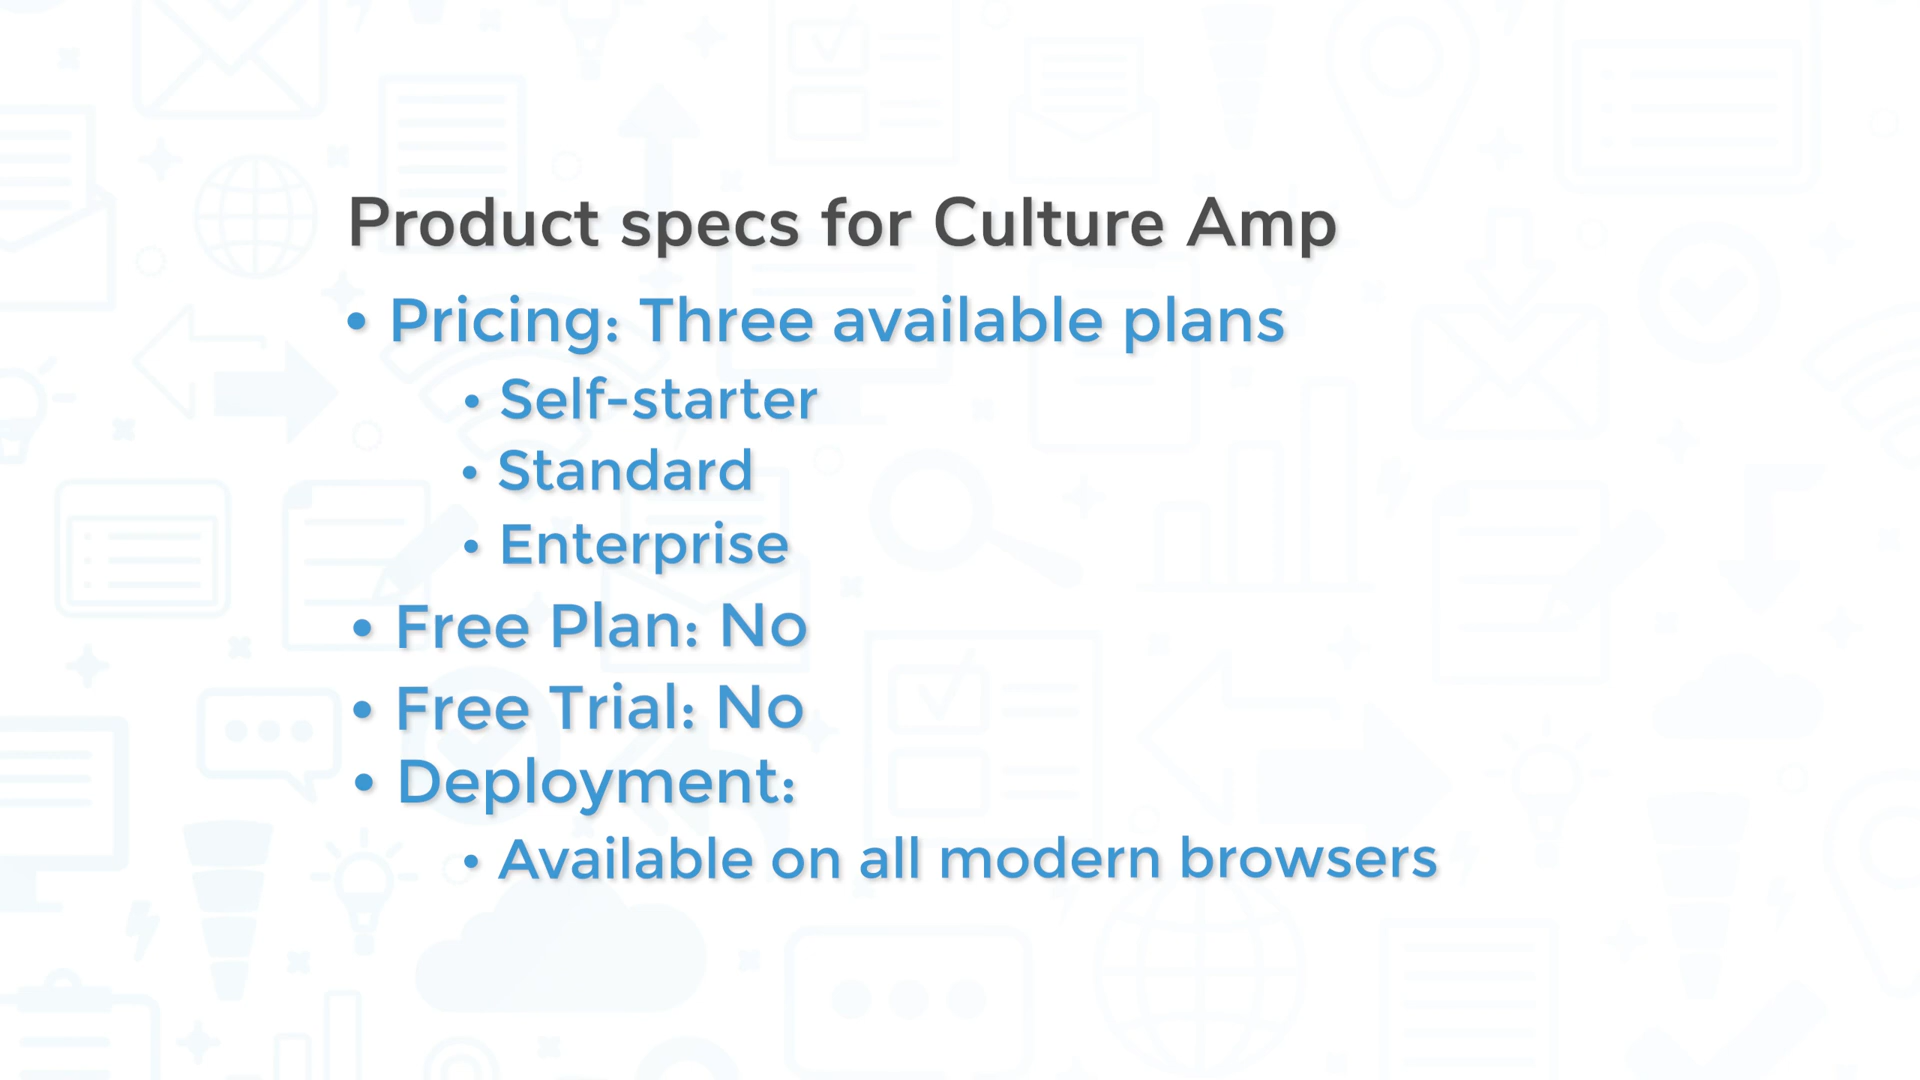 Product specs for Culture Amp
• Pricing: Three available plans
• Self-starter
• Standard
• Enterprise
• Free Plan: No
• Free Trial: No
• Deployment:
• Available on all modern browsers